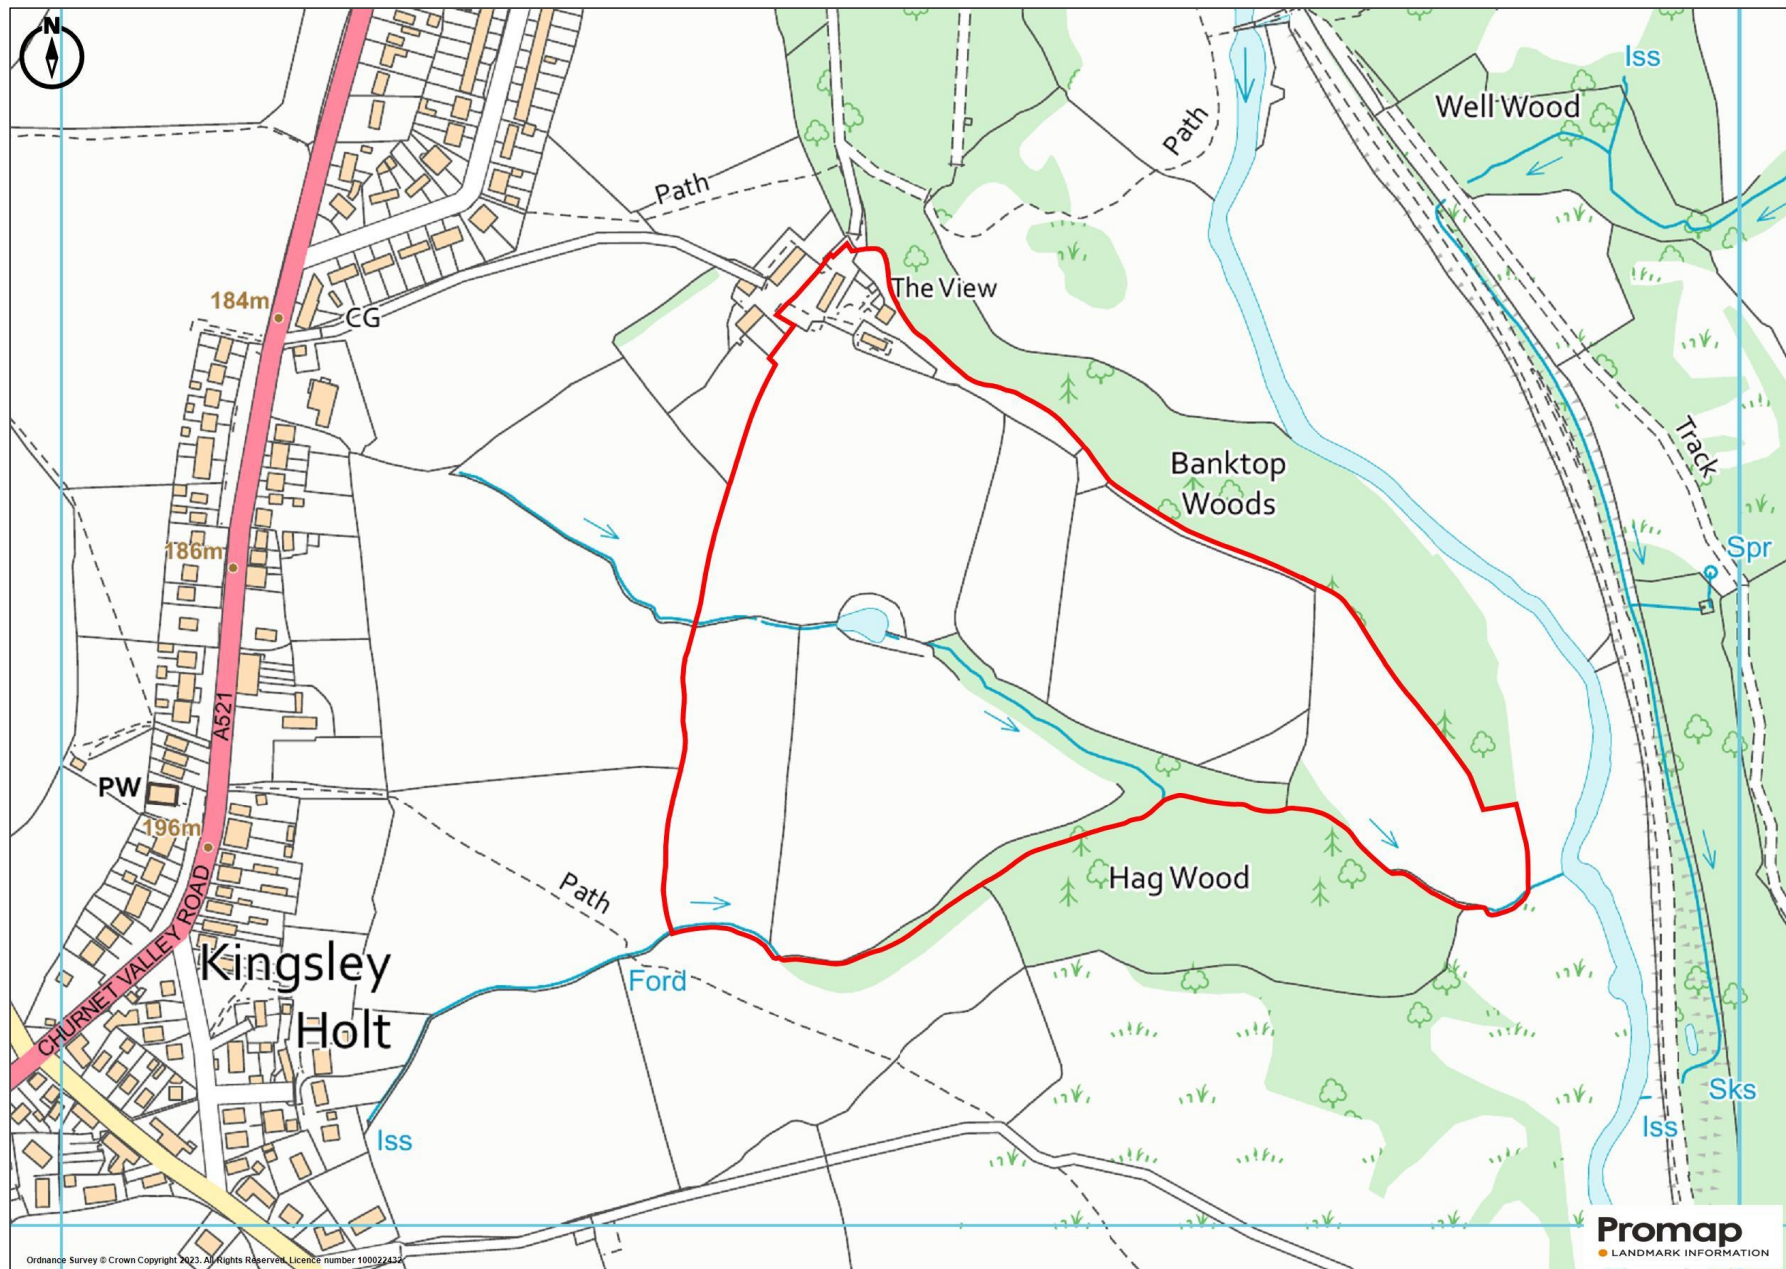 N
Iss
Well Wood
Path
Path
The View
184m
CG
Track
Banktop
Woods
186m
Spr
A521
PW
196m
Path
Hag Wood
CHURNET VALLEY ROAD
Kingsley
Holt
Ford
Sks
Iss
Iss
Promap
LANDMARK INFORMATION
Ordnance Survey © Crown Copyright 2023. All Rights Reserved. Licence number 100022432